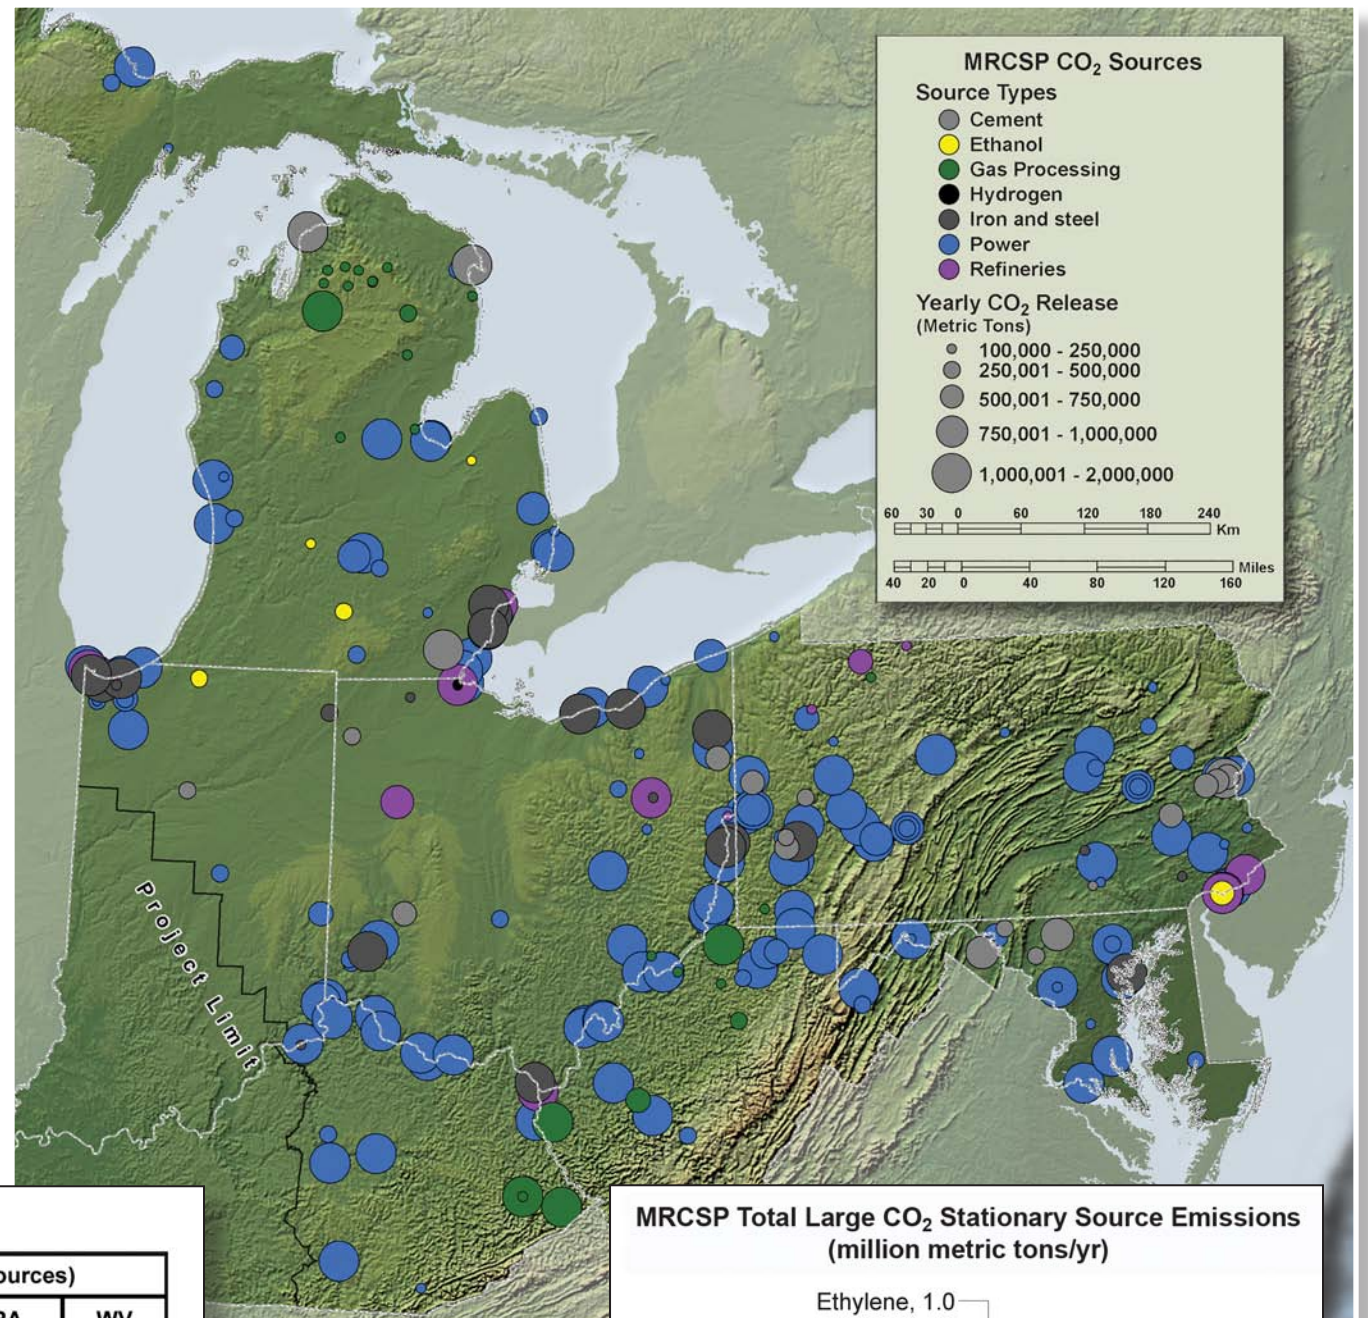 MRCSP CO₂ Sources
Source Types
Cement
Ethanol
Gas Processing
Hydrogen
Iron and steel
Power
Refineries
Yearly CO₂ Release
(Metric Tons)
100,000 - 250,000
250,001 - 500,000
500,001 - 750,000
750,001 - 1,000,000
1,000,001 - 2,000,000
60 30 0 60 120 180 240
Km
Miles
40 20 0 40 80 120 160
Project Limit
ources)
WV
MRCSP Total Large CO₂ Stationary Source Emissions
(million metric tons/yr)
Ethylene, 1.0